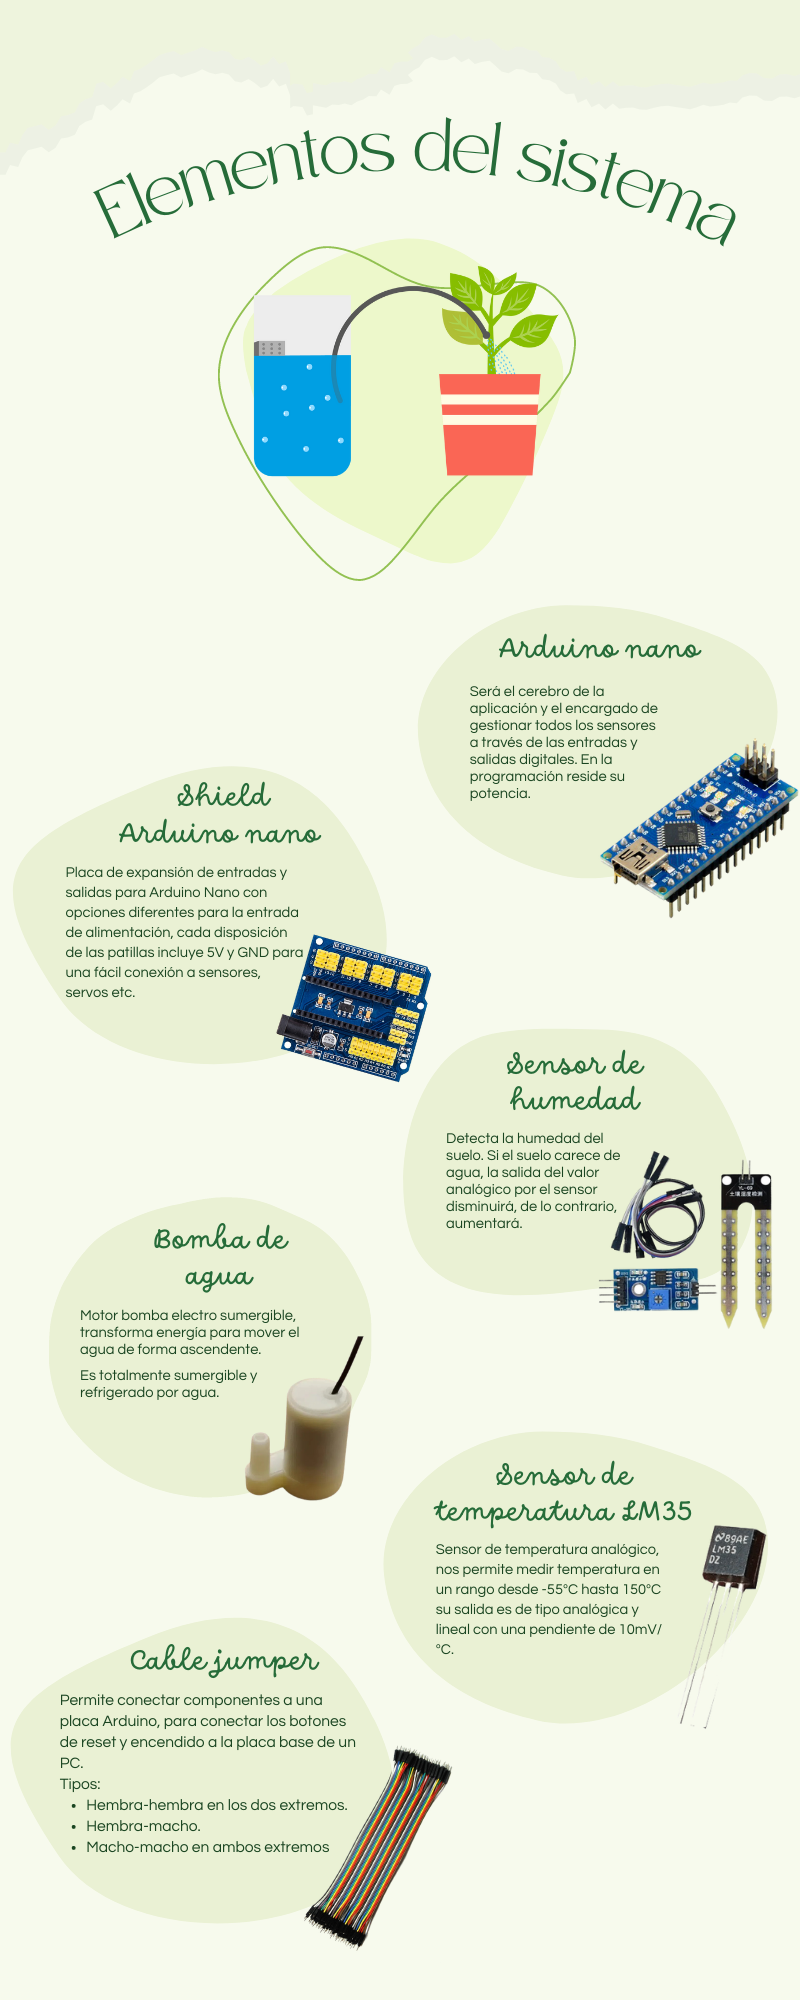 Elementos del sistema
Arduino nano
Será el cerebro de la
aplicación y el encargado de
gestionar todos los sensores
a través de las entradas y
salidas digitales. En la
programación reside su
potencia.
Shield
Arduino nano
Placa de expansión de entradas y
salidas para Arduino Nano con
opciones diferentes para la entrada
de alimentación, cada disposición
de las patillas incluye 5V y GND para
una fácil conexión a sensores,
servos etc.
Sensor de
humedad
Detecta la humedad del
suelo. Si el suelo carece de
agua, la salida del valor
analógico por el sensor
disminuirá, de lo contrario,
aumentará.
YL-69
土壤湿度检测
Bomba de
agua
Motor bomba electro sumergible,
transforma energía para mover el
agua de forma ascendente.
Es totalmente sumergible y
refrigerado por agua.
Sensor de
temperatura LM35
Sensor de temperatura analógico,
nos permite medir temperatura en
un rango desde -55°C hasta 150°C
su salida es de tipo analógica y
lineal con una pendiente de 10mV/
°C.
89AE
LM35
DZ
Cable jumper
Permite conectar componentes a una
placa Arduino, para conectar los botones
de reset y encendido a la placa base de un
PC.
Tipos:
• Hembra-hembra en los dos extremos.
• Hembra-macho.
• Macho-macho en ambos extremos